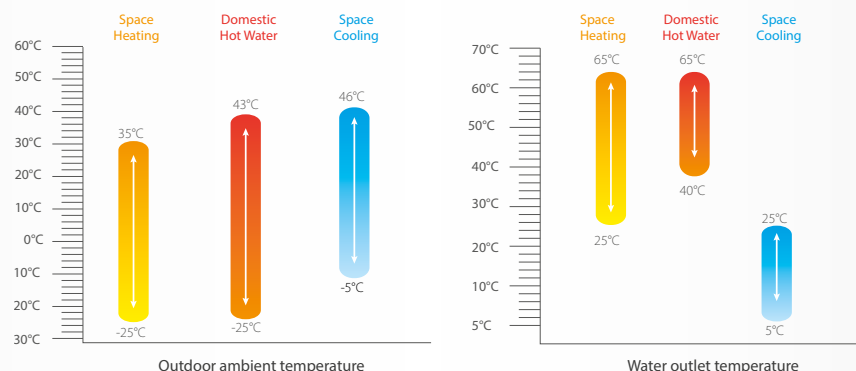 Space
Heating
Domestic
Hot Water
Space
Cooling
60°C
50°C
40°C
30°C
20°C
10°C
0°C
10°C
20°C
30°C
35°C
43°C
46°C
-25°C
-25°C
-5°C
Outdoor ambient temperature
Space
Heating
Domestic
Hot Water
Space
Cooling
70°C
60°C
50°C
40°C
30°C
20°C
10°C
5°C
65°C
65°C
40°C
25°C
25°C
5°C
Water outlet temperature